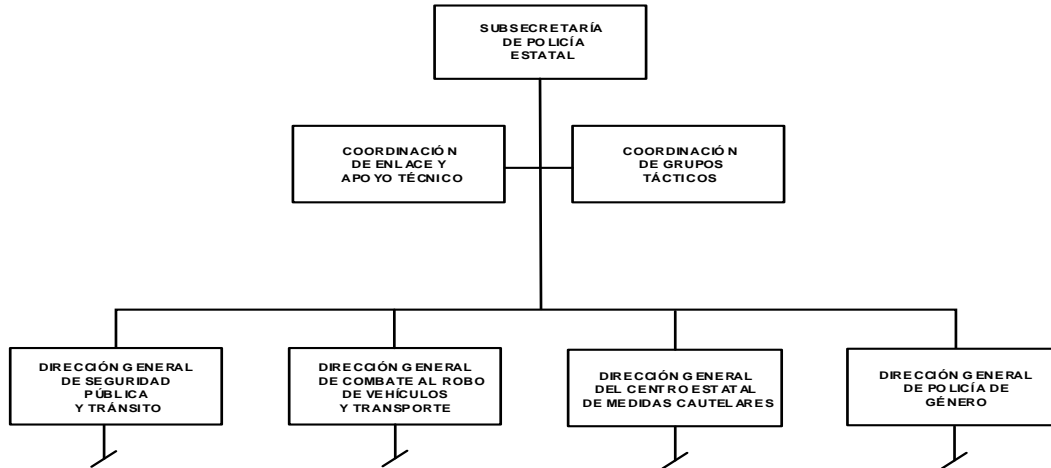 SUBSECRETARÍA
DE POLICÍA
ESTATAL
COORDINACIÓN
DE ENLACE Y
APOYO TÉCNICO
COORDINACIÓN
DE GRUPOS
TÁCTICOS
DIRECCIÓN GENERAL
DE SEGURIDAD
PÚBLICA
Y TRÁNSITO
DIRECCIÓN GENERAL
DE COMBATE AL ROBO
DE VEHÍCULOS
Y TRANSPORTE
DIRECCIÓN GENERAL
DEL CENTRO ESTATAL
DE MEDIDAS CAUTELARES
DIRECCIÓN GENERAL
DE POLICÍA DE
GÉNERO